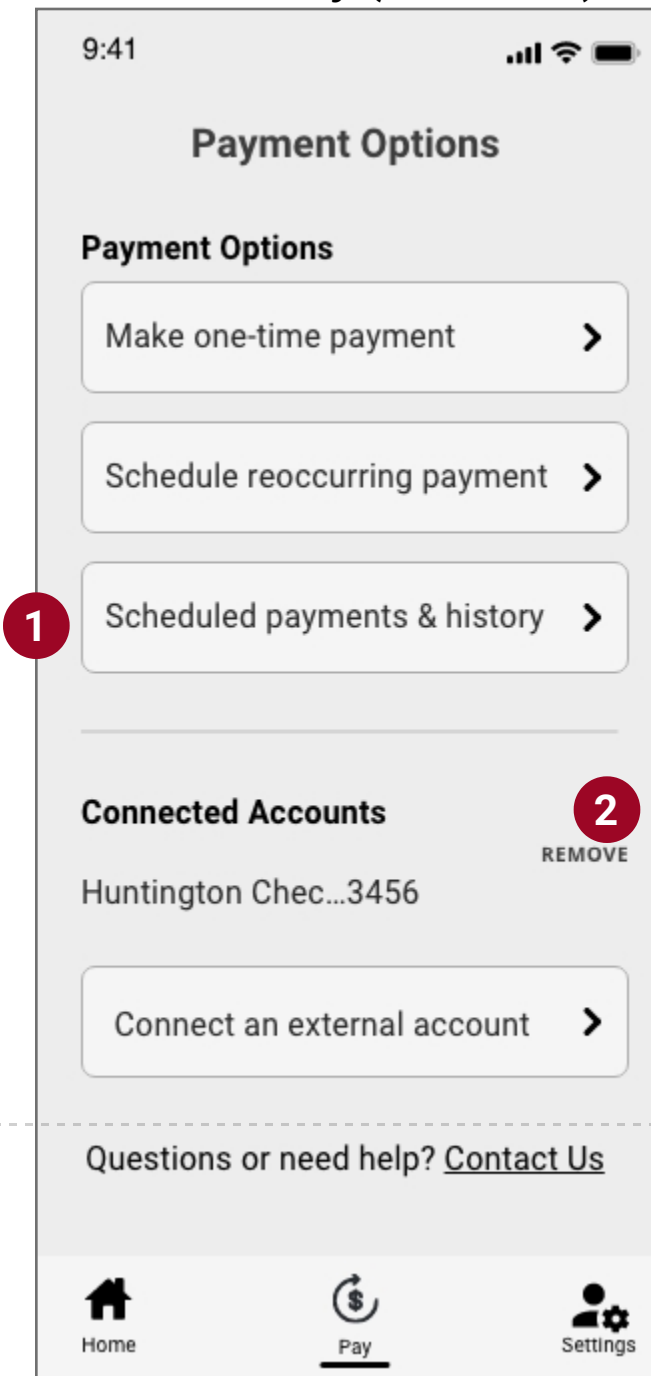 9:41
Payment Options
Payment Options
Make one-time payment
Schedule reoccurring payment
1
Scheduled payments & history
Connected Accounts
2
REMOVE
Huntington Chec...3456
Connect an external account
Questions or need help? Contact Us
Home
Pay
Settings